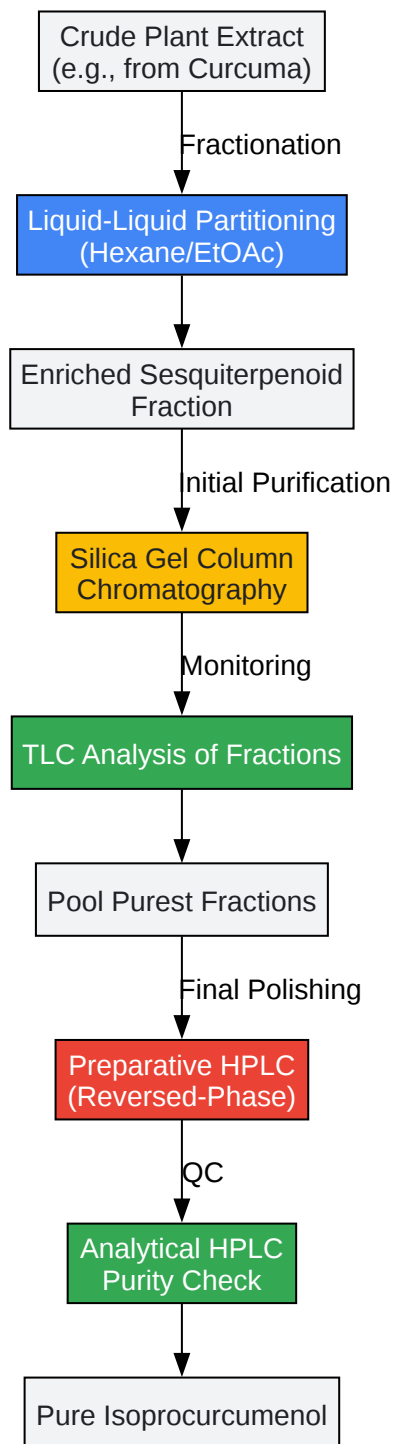 Crude Plant Extract
(e.g., from Curcuma)
Fractionation
Liquid-Liquid Partitioning
(Hexane/EtOAc)
Enriched Sesquiterpenoid
Fraction
Initial Purification
Silica Gel Column
Chromatography
Monitoring
TLC Analysis of Fractions
Pool Purest Fractions
Final Polishing
Preparative HPLC
(Reversed-Phase)
QC
Analytical HPLC
Purity Check
Pure Isoprocurcumenol